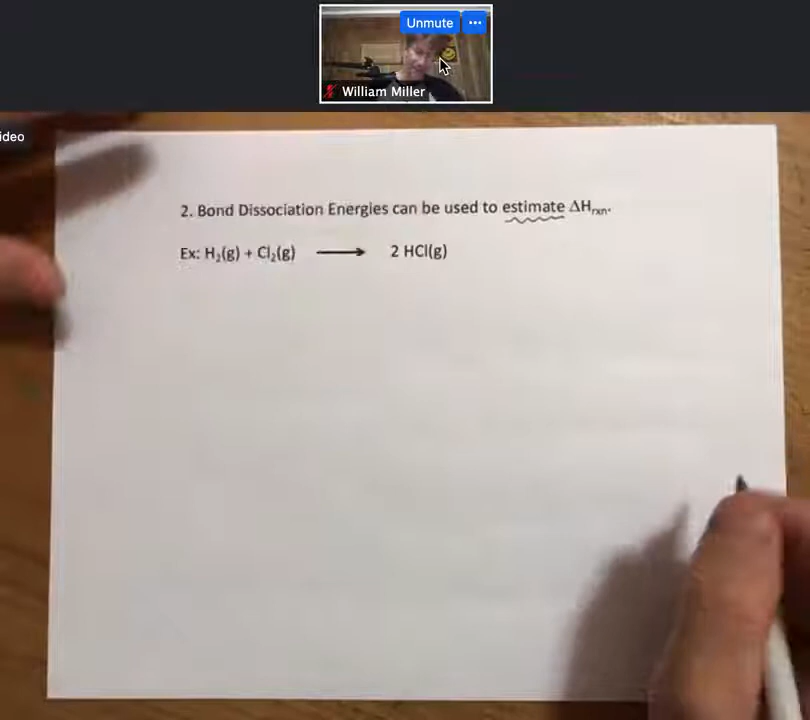 Unmute ...
William Miller
ideo
2. Bond Dissociation Energies can be used to estimate ΔHrxn.
Ex: H₂(g) + Cl₂(g) ⟶ 2 HCl(g)